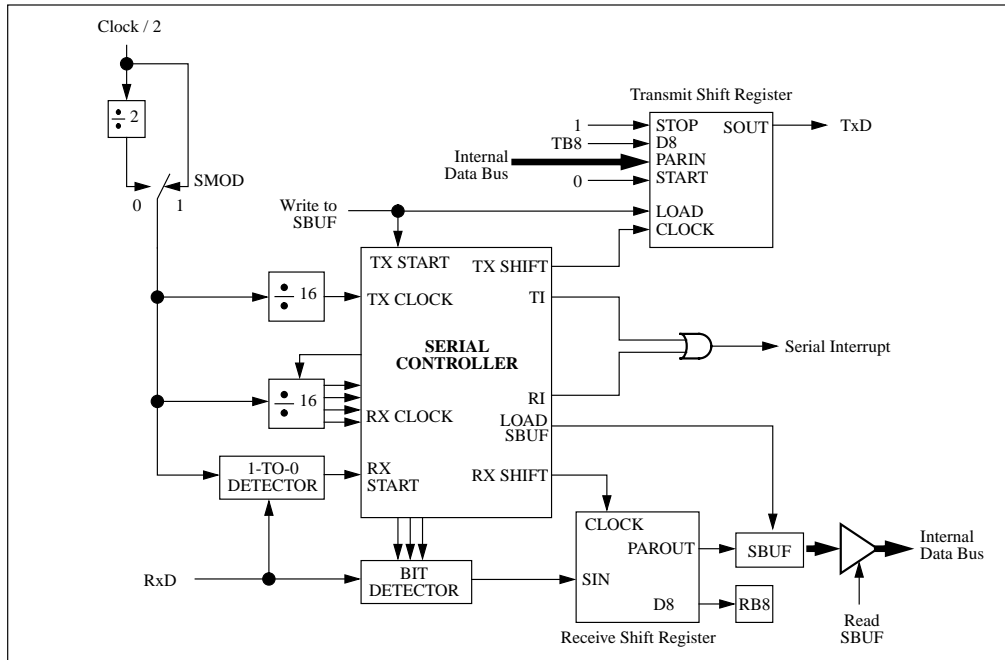 Clock / 2
÷ 2
SMOD
0 1
Transmit Shift Register
1
TB8
Internal
Data Bus
0
STOP
D8
PARIN
START
LOAD
CLOCK
SOUT
TxD
Write to
SBUF
TX START
TX SHIFT
÷ 16
TX CLOCK
TI
SERIAL
CONTROLLER
Serial Interrupt
÷ 16
RX CLOCK
RI
LOAD
SBUF
1-TO-0
DETECTOR
RX
START
RX SHIFT
CLOCK
PAROUT
SIN
D8
SBUF
Internal
Data Bus
RxD
BIT
DETECTOR
RB8
Read
SBUF
Receive Shift Register